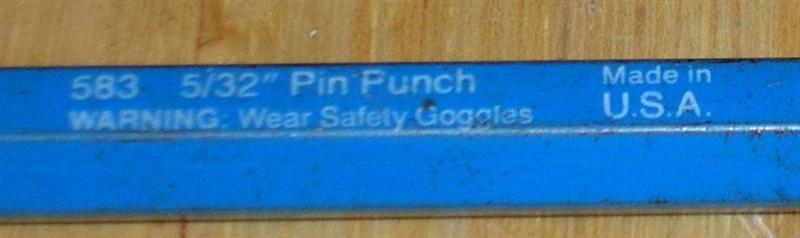 583 5/32" Pin Punch
WARNING: Wear Safety Goggles
Made in
U.S.A.